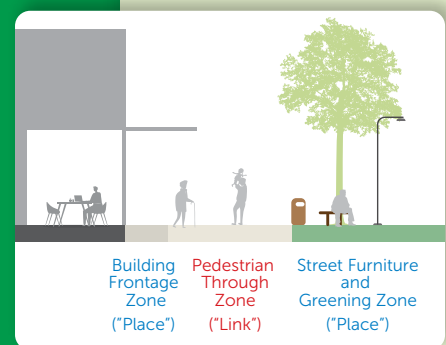 Building
Frontage
Zone
("Place")
Pedestrian
Through
Zone
("Link")
Street Furniture
and
Greening Zone
("Place")